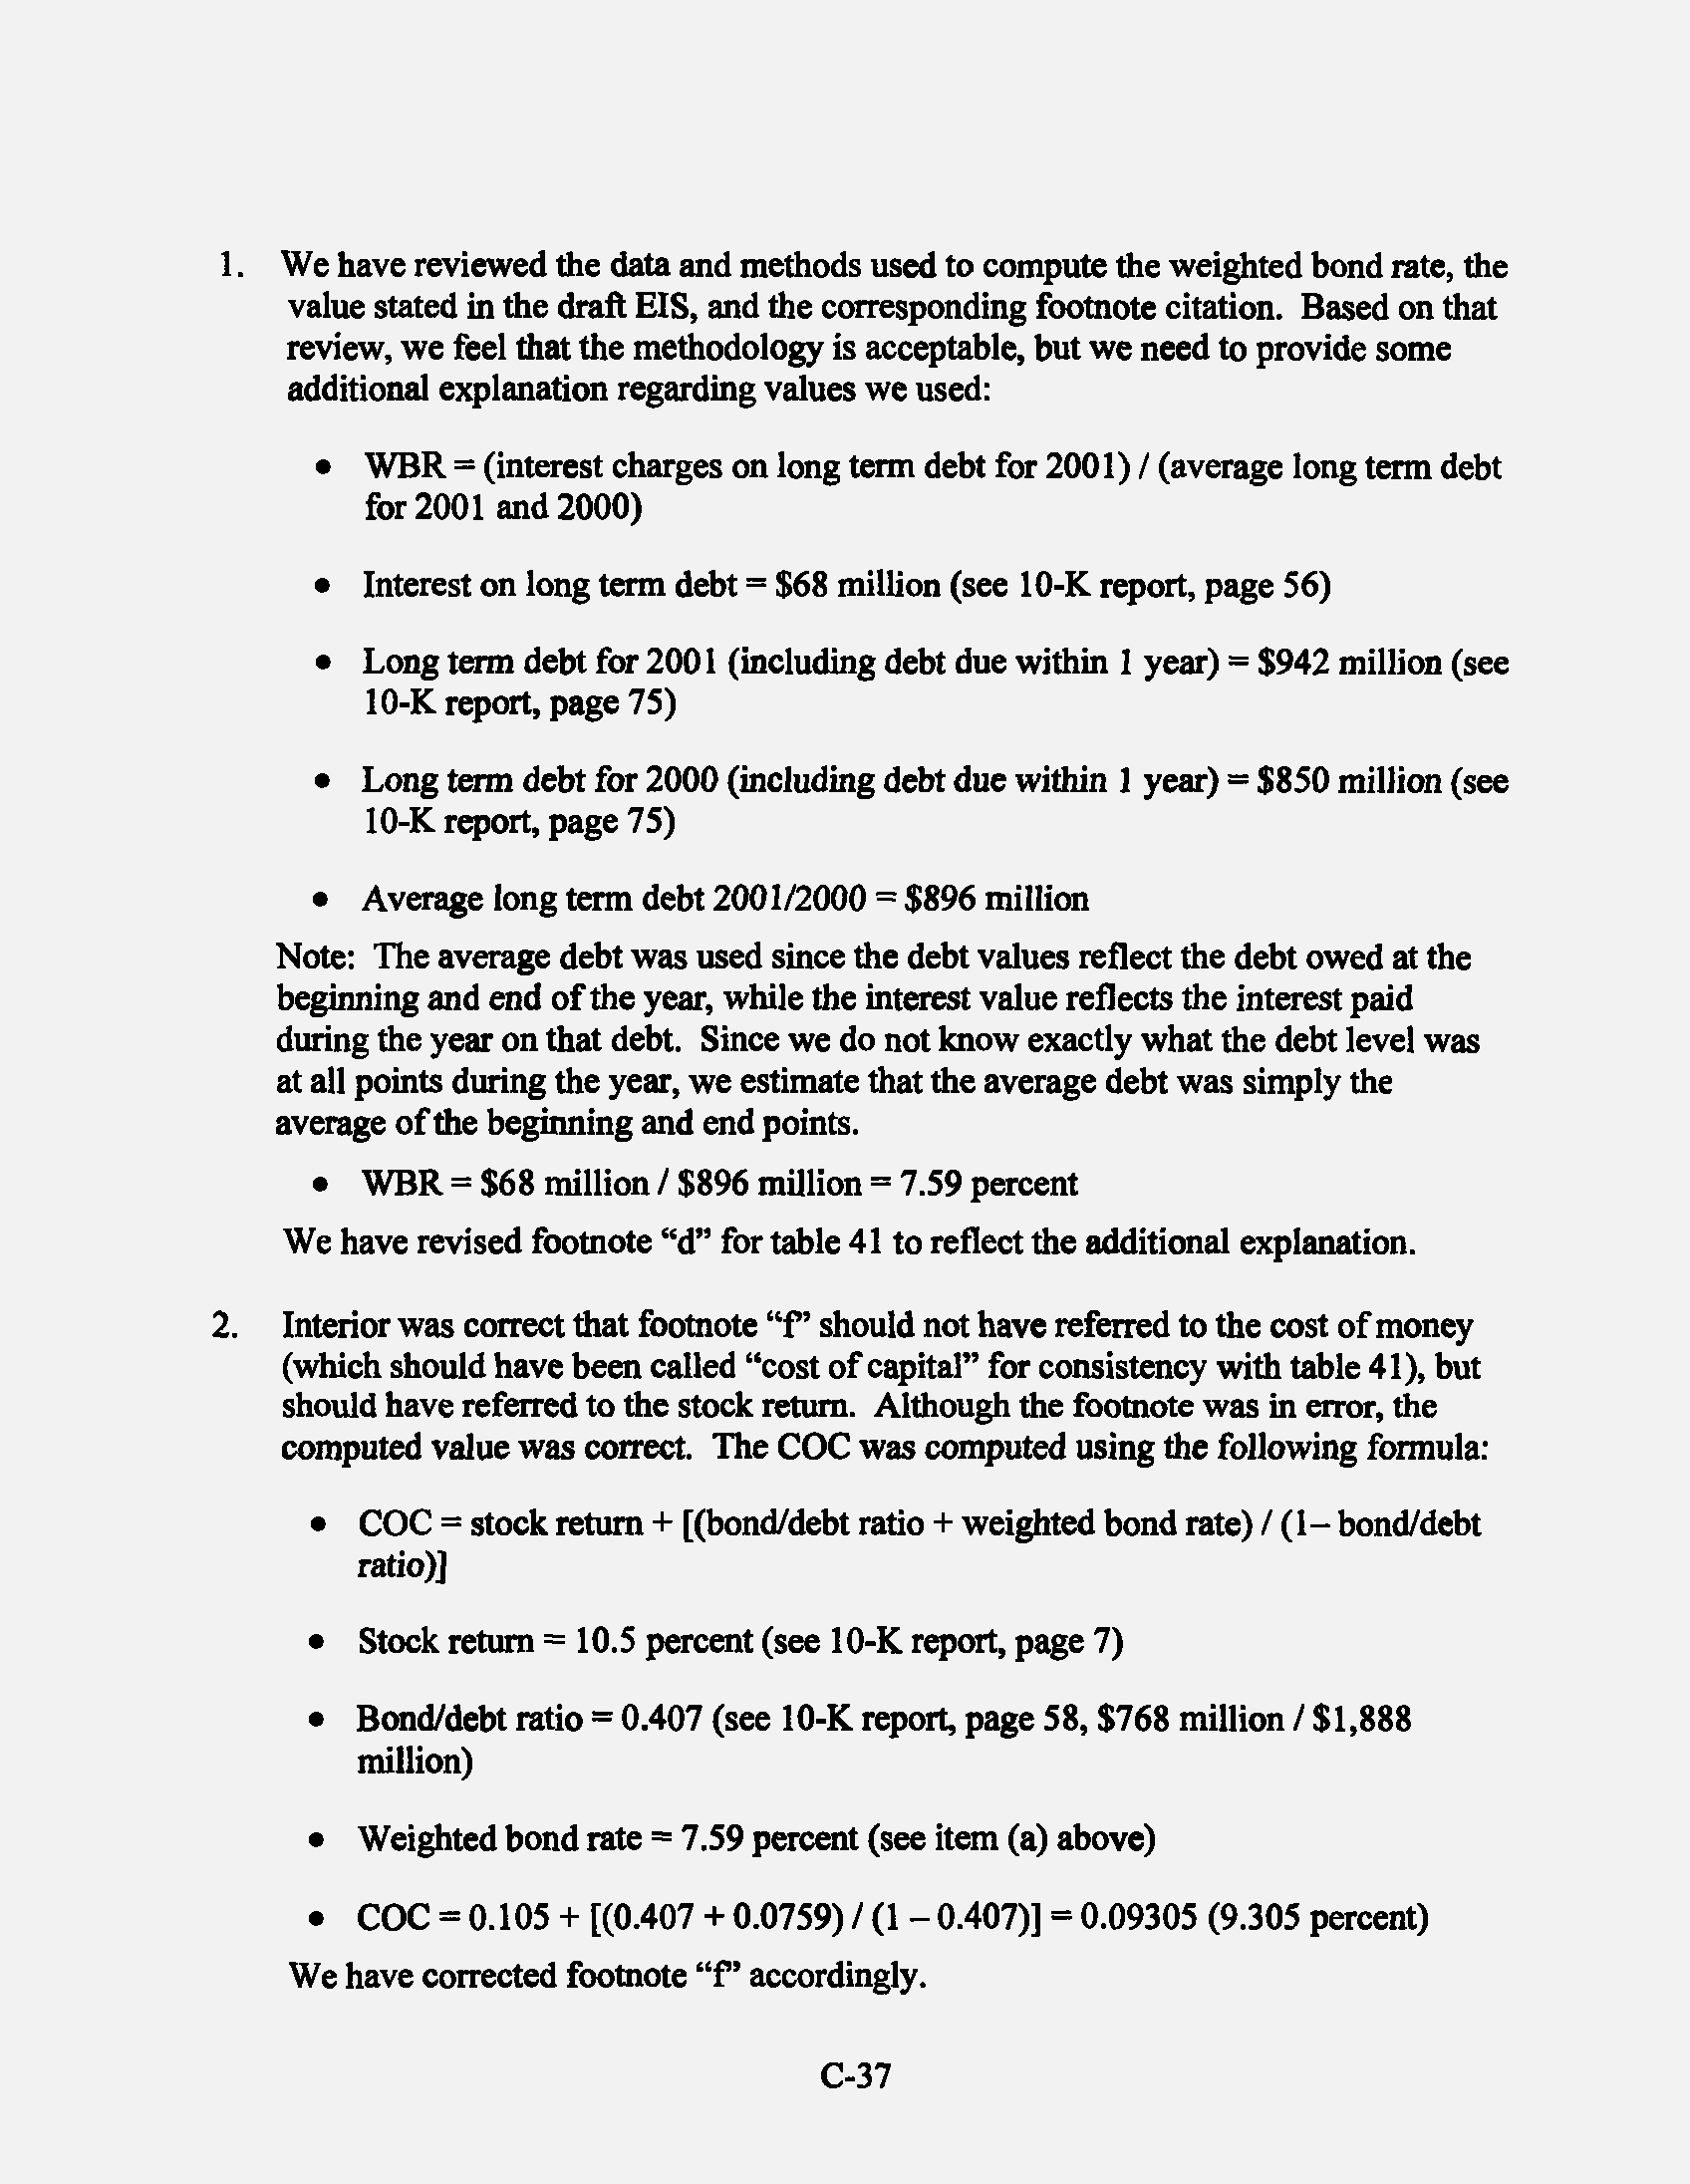 1. We have reviewed the data and methods used to compute the weighted bond rate, the
value stated in the draft EIS, and the corresponding footnote citation. Based on that
review, we feel that the methodology is acceptable, but we need to provide some
additional explanation regarding values we used:
• WBR = (interest charges on long term debt for 2001) / (average long term debt
for 2001 and 2000)
• Interest on long term debt = $68 million (see 10-K report, page 56)
• Long term debt for 2001 (including debt due within 1 year) = $942 million (see
10-K report, page 75)
• Long term debt for 2000 (including debt due within 1 year) = $850 million (see
10-K report, page 75)
• Average long term debt 2001/2000 = $896 million
Note: The average debt was used since the debt values reflect the debt owed at the
beginning and end of the year, while the interest value reflects the interest paid
during the year on that debt. Since we do not know exactly what the debt level was
at all points during the year, we estimate that the average debt was simply the
average of the beginning and end points.
• WBR = $68 million / $896 million = 7.59 percent
We have revised footnote “d” for table 41 to reflect the additional explanation.
2. Interior was correct that footnote “f” should not have referred to the cost of money
(which should have been called “cost of capital” for consistency with table 41), but
should have referred to the stock return. Although the footnote was in error, the
computed value was correct. The COC was computed using the following formula:
• COC = stock return + [(bond/debt ratio + weighted bond rate) / (1– bond/debt
ratio)]
• Stock return = 10.5 percent (see 10-K report, page 7)
• Bond/debt ratio = 0.407 (see 10-K report, page 58, $768 million / $1,888
million)
• Weighted bond rate = 7.59 percent (see item (a) above)
• COC = 0.105 + [(0.407 + 0.0759) / (1 – 0.407)] = 0.09305 (9.305 percent)
We have corrected footnote “f” accordingly.
C-37